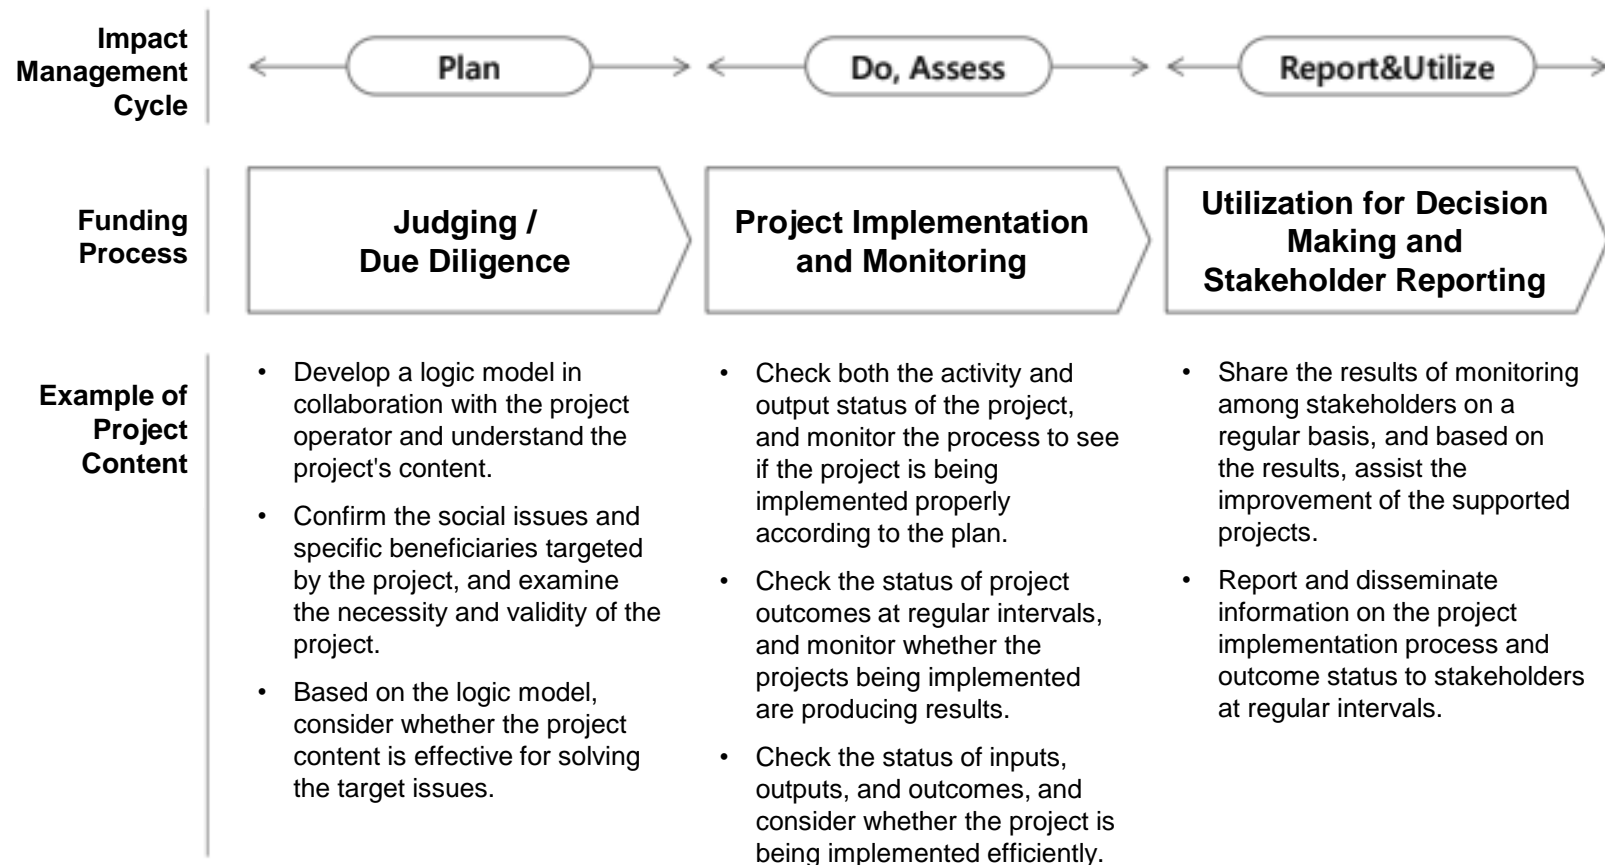 Impact
Management
Cycle
Plan
Do, Assess
Report&Utilize
Funding
Process
Judging /
Due Diligence
Project Implementation
and Monitoring
Utilization for Decision
Making and
Stakeholder Reporting
Example of
Project
Content
• Develop a logic model in
collaboration with the project
operator and understand the
project's content.
• Confirm the social issues and
specific beneficiaries targeted
by the project, and examine
the necessity and validity of the
project.
• Based on the logic model,
consider whether the project
content is effective for solving
the target issues.
• Check both the activity and
output status of the project,
and monitor the process to see
if the project is being
implemented properly
according to the plan.
• Check the status of project
outcomes at regular intervals,
and monitor whether the
projects being implemented
are producing results.
• Check the status of inputs,
outputs, and outcomes, and
consider whether the project is
being implemented efficiently.
• Share the results of monitoring
among stakeholders on a
regular basis, and based on
the results, assist the
improvement of the supported
projects.
• Report and disseminate
information on the project
implementation process and
outcome status to stakeholders
at regular intervals.